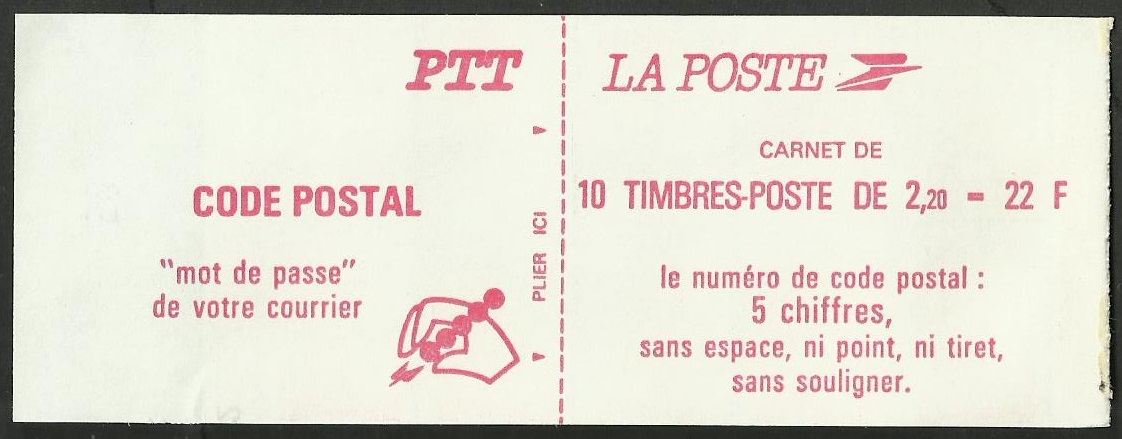 PTT
CODE POSTAL
"mot de passe"
de votre courrier
PLIER ICI
LA POSTE
CARNET DE
10 TIMBRES-POSTE DE 2,20 = 22 F
le numéro de code postal :
5 chiffres,
sans espace, ni point, ni tiret,
sans souligner.